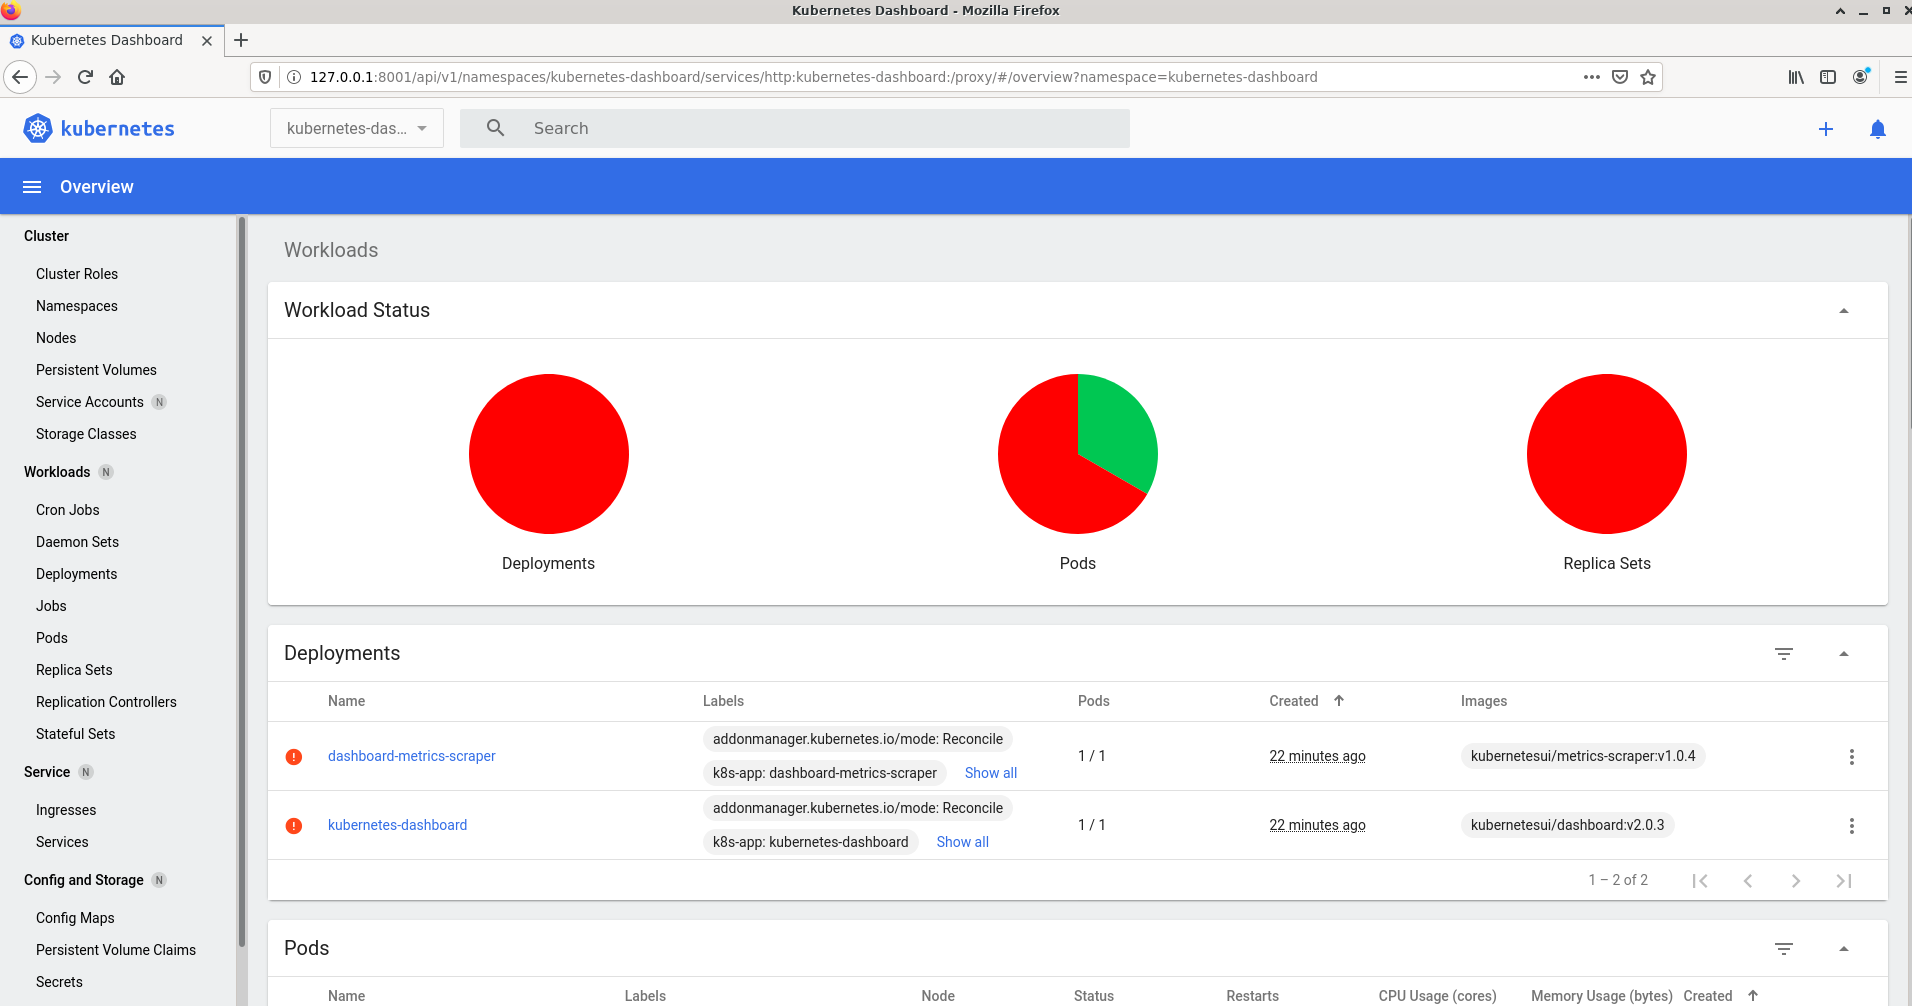 Kubernetes Dashboard - Mozilla Firefox
Kubernetes Dashboard
127.0.0.1:8001/api/v1/namespaces/kubernetes-dashboard/services/http:kubernetes-dashboard:/proxy/#/overview?namespace=kubernetes-dashboard
kubernetes
kubernetes-das...
Search
Overview
Cluster
Cluster Roles
Namespaces
Nodes
Persistent Volumes
Service Accounts N
Storage Classes
Workloads N
Cron Jobs
Daemon Sets
Deployments
Jobs
Pods
Replica Sets
Replication Controllers
Stateful Sets
Service N
Ingresses
Services
Config and Storage N
Config Maps
Persistent Volume Claims
Secrets
Workloads
Workload Status
Deployments
Pods
Replica Sets
Deployments
Name Labels Pods Created Images
dashboard-metrics-scraper
addonmanager.kubernetes.io/mode: Reconcile
k8s-app: dashboard-metrics-scraper Show all
1 / 1
22 minutes ago
kubernetesui/metrics-scraper:v1.0.4
kubernetes-dashboard
addonmanager.kubernetes.io/mode: Reconcile
k8s-app: kubernetes-dashboard Show all
1 / 1
22 minutes ago
kubernetesui/dashboard:v2.0.3
1 – 2 of 2
Pods
Name Labels Node Status Restarts CPU Usage (cores) Memory Usage (bytes) Created